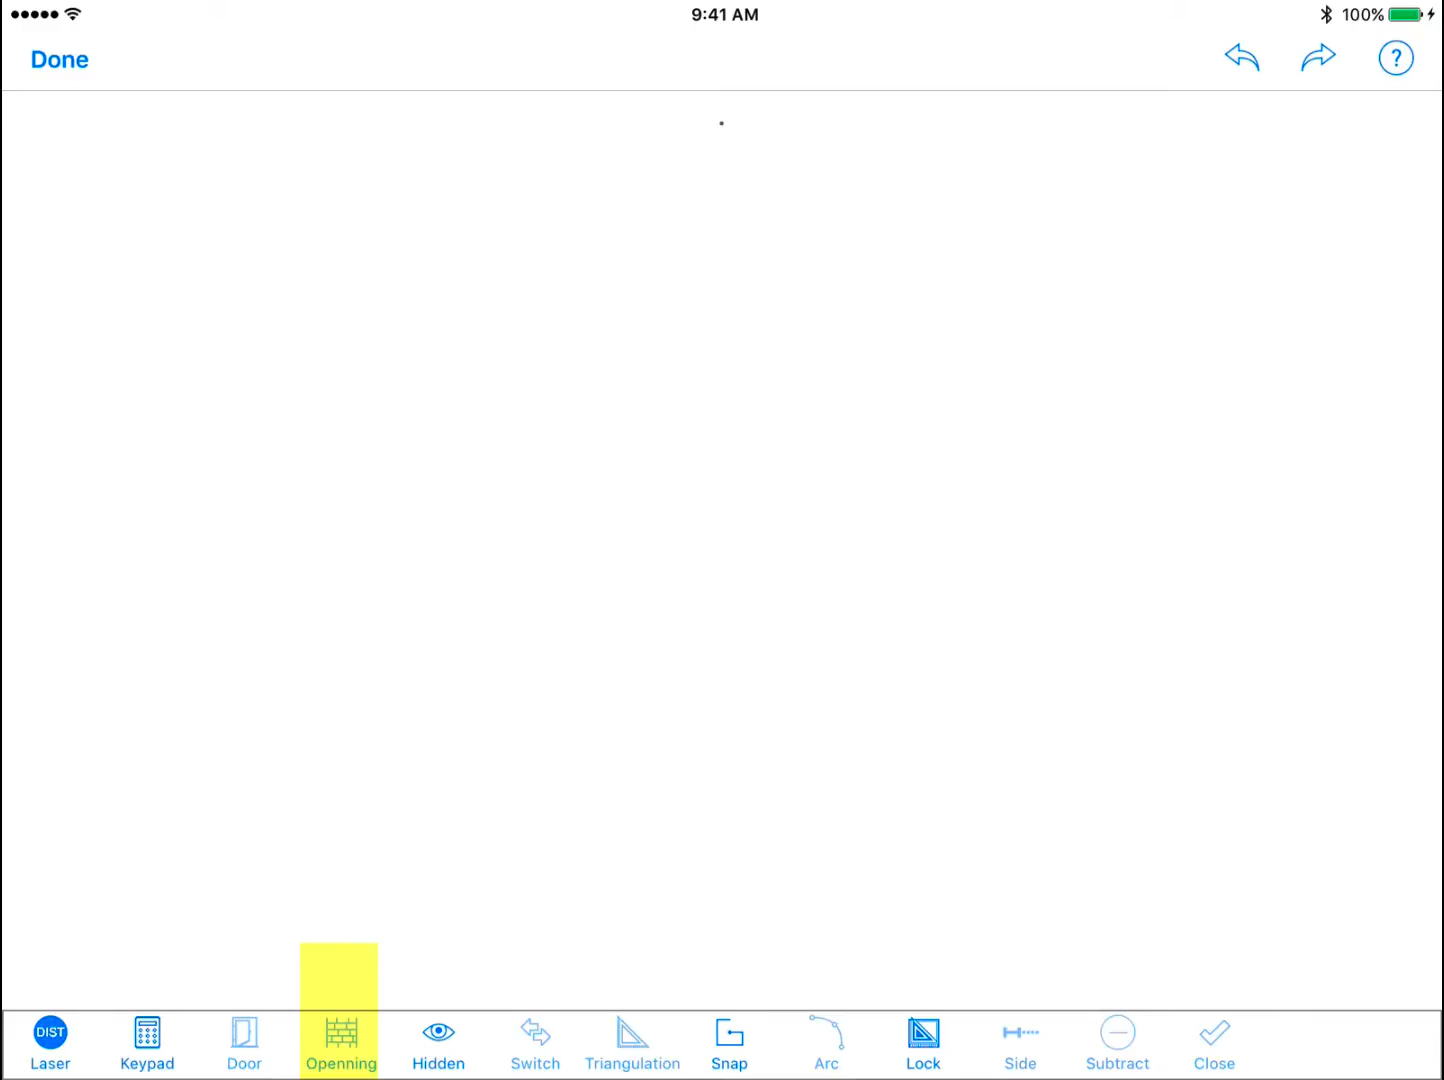 9:41 AM
100%
Done
?
DIST
Laser
Keypad
Door
Openning
Hidden
Switch
Triangulation
Snap
Arc
Lock
Side
Subtract
Close